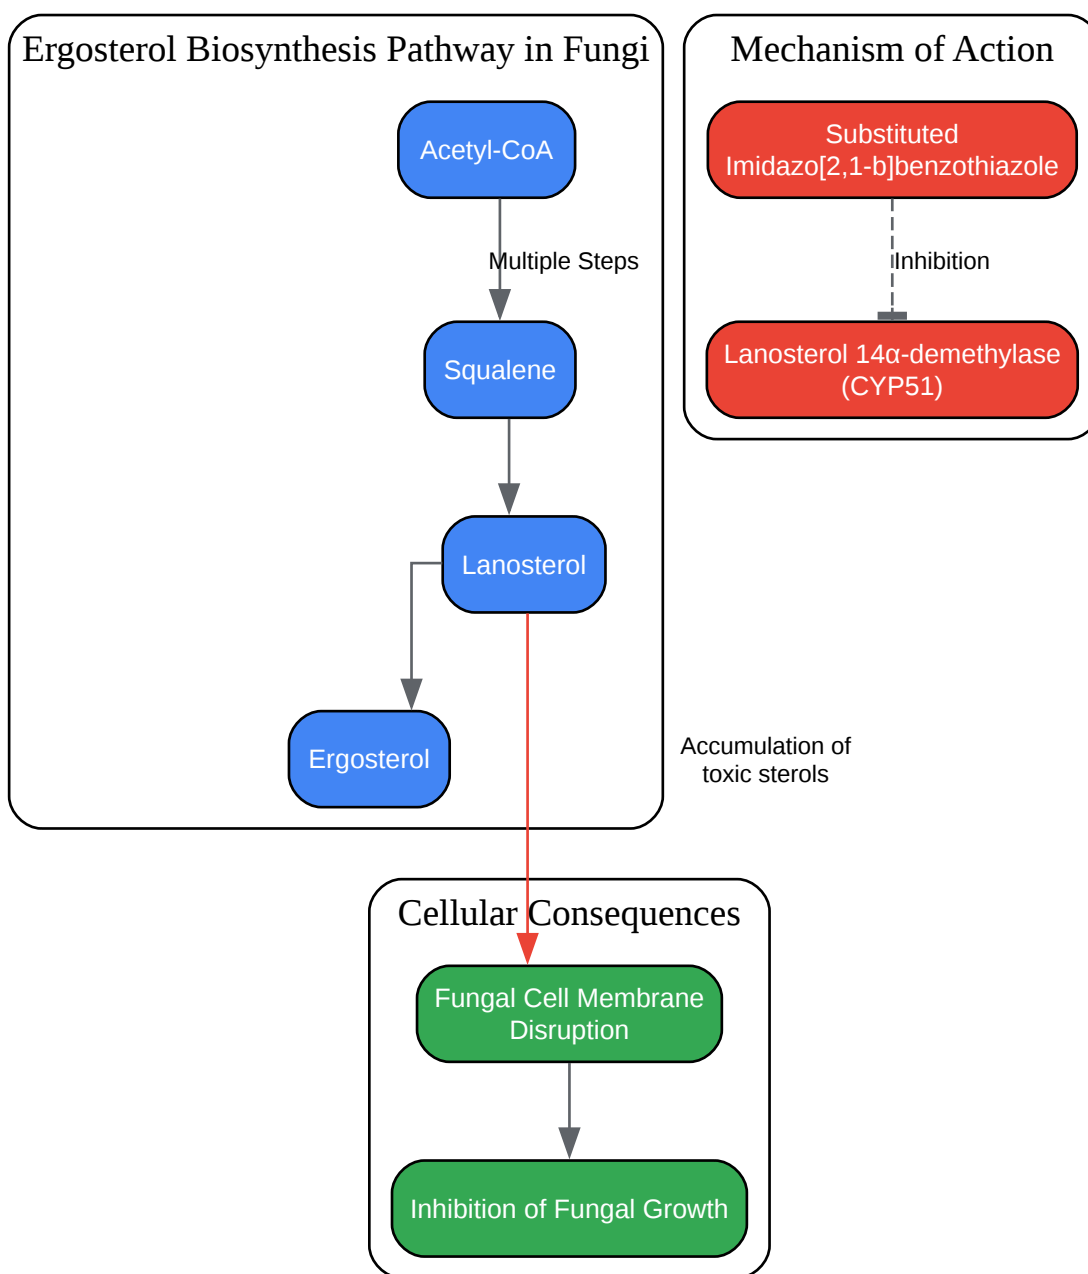 Ergosterol Biosynthesis Pathway in Fungi
Acetyl-CoA
Multiple Steps
Squalene
Lanosterol
Ergosterol
Mechanism of Action
Substituted
Imidazo[2,1-b]benzothiazole
Inhibition
Lanosterol 14α-demethylase
(CYP51)
Accumulation of
toxic sterols
Cellular Consequences
Fungal Cell Membrane
Disruption
Inhibition of Fungal Growth